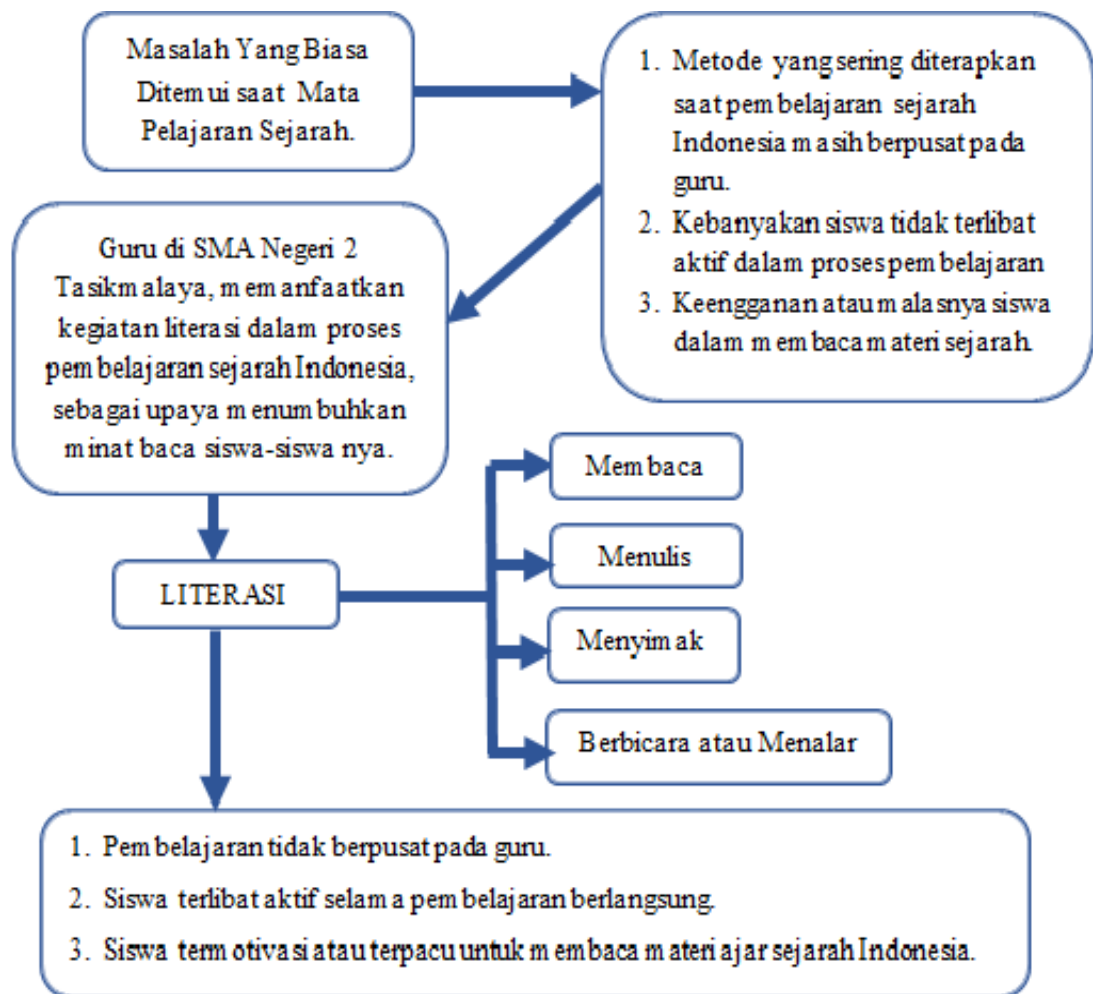 Masalah Yang Biasa
Ditemui saat Mata
Pelajaran Sejarah.
1. Metode yang sering diterapkan
saat pembelajaran sejarah
Indonesia masih berpusat pada
guru.
2. Kebanyakan siswa tidak terlibat
aktif dalam proses pembelajaran
3. Keengganan atau malasnya siswa
dalam membaca materi sejarah.
Guru di SMA Negeri 2
Tasikmalaya, memanfaatkan
kegiatan literasi dalam proses
pembelajaran sejarah Indonesia,
sebagai upaya menumbuhkan
minat baca siswa-siswa nya.
LITERASI
Membaca
Menulis
Menyimak
Berbicara atau Menalar
1. Pembelajaran tidak berpusat pada guru.
2. Siswa terlibat aktif selama pembelajaran berlangsung.
3. Siswa termotivasi atau terpacu untuk membaca materi ajar sejarah Indonesia.